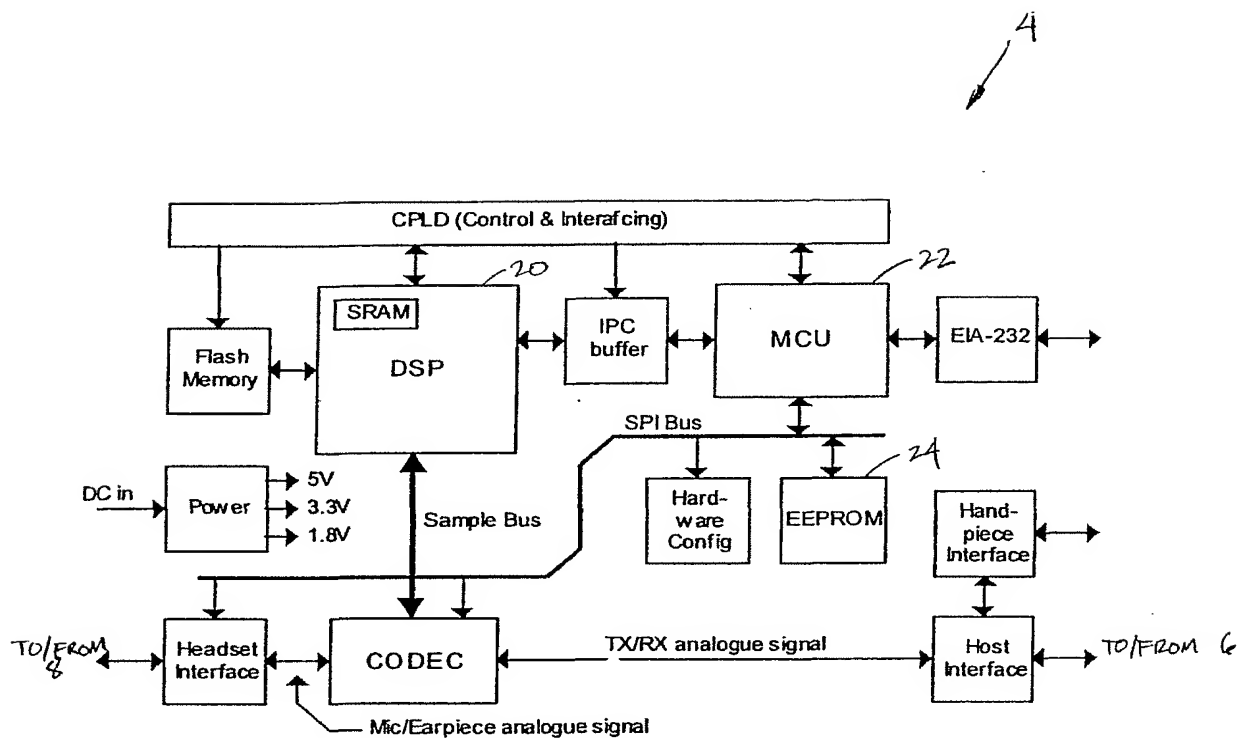 4
CPLD (Control & Interafcing)
20
22
SRAM
DSP
IPC
buffer
MCU
EIA-232
Flash
Memory
SPI Bus
24
DC in
Power
5V
3.3V
1.8V
Sample Bus
Hard-
ware
Config
EEPROM
Hand-
piece
Interface
TO/FROM
8
Headset
Interface
CODEC
TX/RX analogue signal
Host
Interface
TO/FROM 6
Mic/Earpiece analogue signal